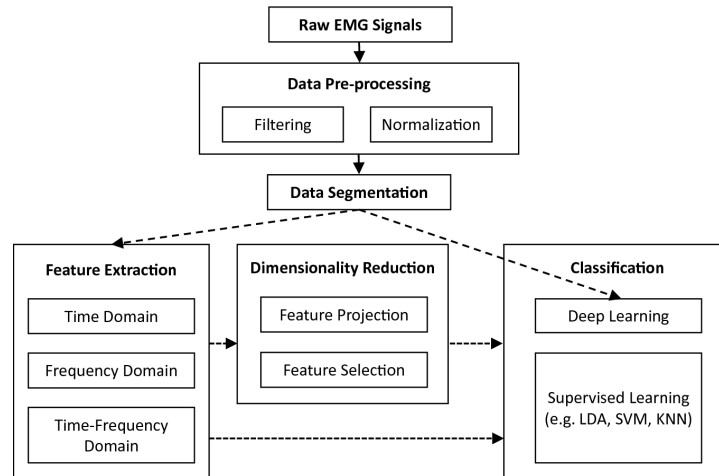 Raw EMG Signals
Data Pre-processing
Filtering
Normalization
Data Segmentation
Feature Extraction
Time Domain
Frequency Domain
Time-Frequency
Domain
Dimensionality Reduction
Feature Projection
Feature Selection
Classification
Deep Learning
Supervised Learning
(e.g. LDA, SVM, KNN)